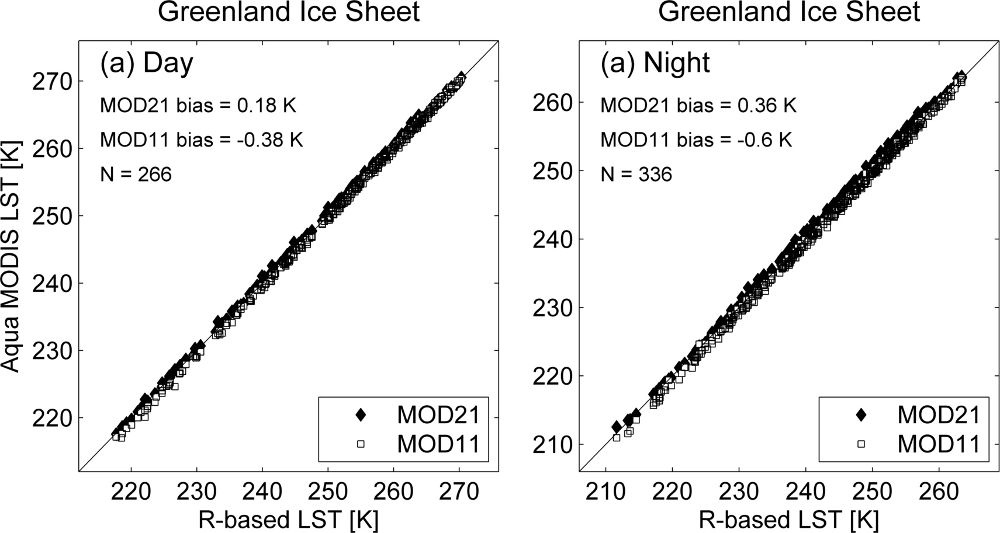 Greenland Ice Sheet
(a) Day
MOD21 bias = 0.18 K
MOD11 bias = -0.38 K
N = 266
Aqua MODIS LST [K]
270
260
250
240
230
220
MOD21
MOD11
220 230 240 250 260 270
R-based LST [K]
Greenland Ice Sheet
(a) Night
MOD21 bias = 0.36 K
MOD11 bias = -0.6 K
N = 336
260
250
240
230
220
210
MOD21
MOD11
210 220 230 240 250 260
R-based LST [K]